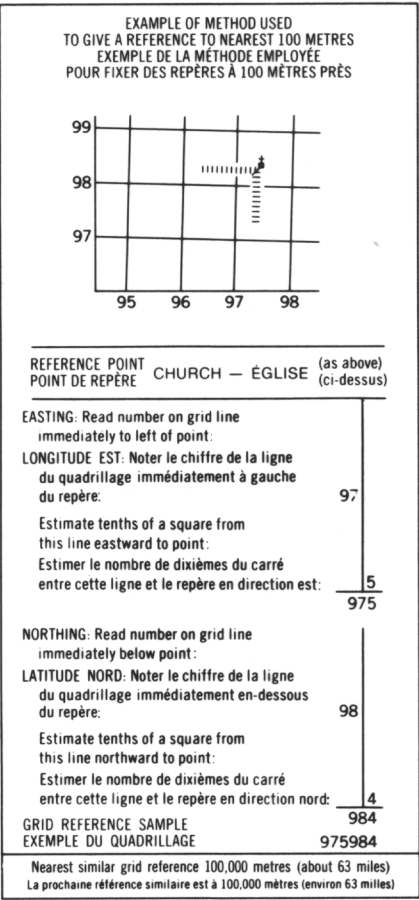 EXAMPLE OF METHOD USED
TO GIVE A REFERENCE TO NEAREST 100 METRES
EXEMPLE DE LA MÉTHODE EMPLOYÉE
POUR FIXER DES REPÈRES À 100 MÈTRES PRÈS
99
98
97
95 96 97 98
REFERENCE POINT
POINT DE REPÈRE
CHURCH — ÉGLISE
(as above)
(ci-dessus)
EASTING: Read number on grid line
immediately to left of point:
LONGITUDE EST: Noter le chiffre de la ligne
du quadrillage immédiatement à gauche
du repère: 97
Estimate tenths of a square from
this line eastward to point:
Estimer le nombre de dixièmes du carré
entre cette ligne et le repère en direction est: 5
975
NORTHING: Read number on grid line
immediately below point:
LATITUDE NORD: Noter le chiffre de la ligne
du quadrillage immédiatement en-dessous
du repère: 98
Estimate tenths of a square from
this line northward to point:
Estimer le nombre de dixièmes du carré
entre cette ligne et le repère en direction nord: 4
984
GRID REFERENCE SAMPLE
EXEMPLE DU QUADRILLAGE 975984
Nearest similar grid reference 100,000 metres (about 63 miles)
La prochaine référence similaire est à 100,000 mètres (environ 63 milles)